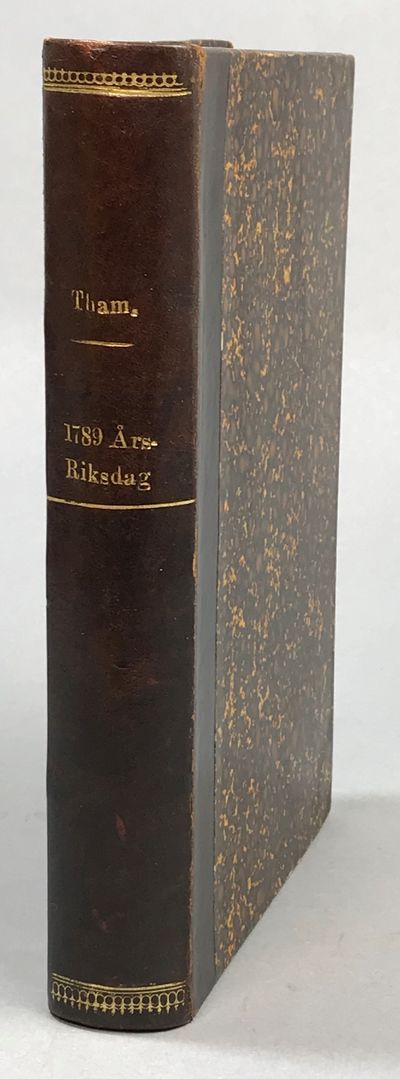 Tham.
1789 Års-
Riksdag